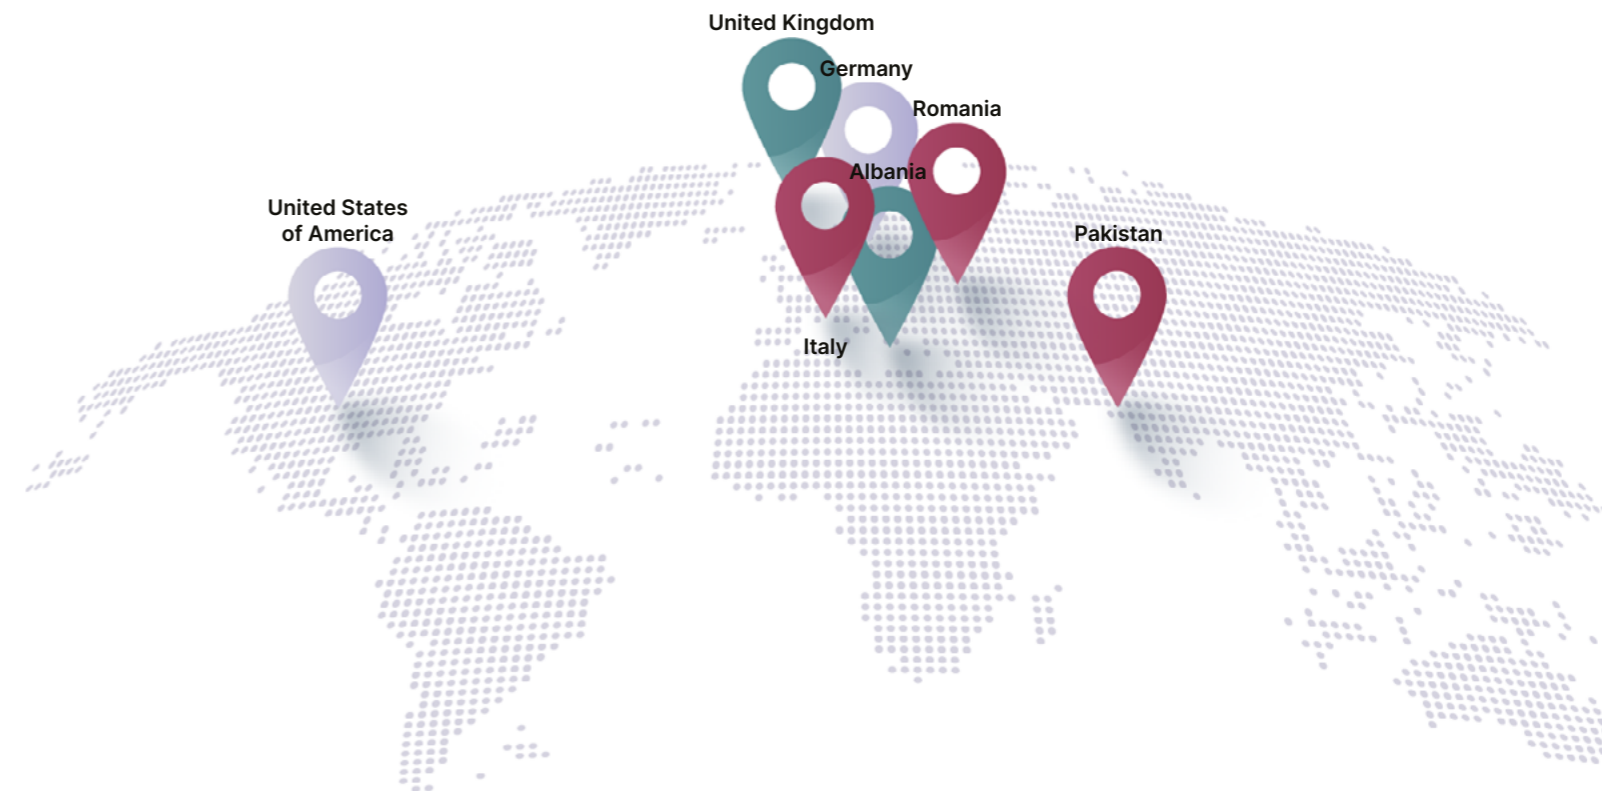 United Kingdom
Germany
Romania
Albania
United States
of America
Pakistan
Italy